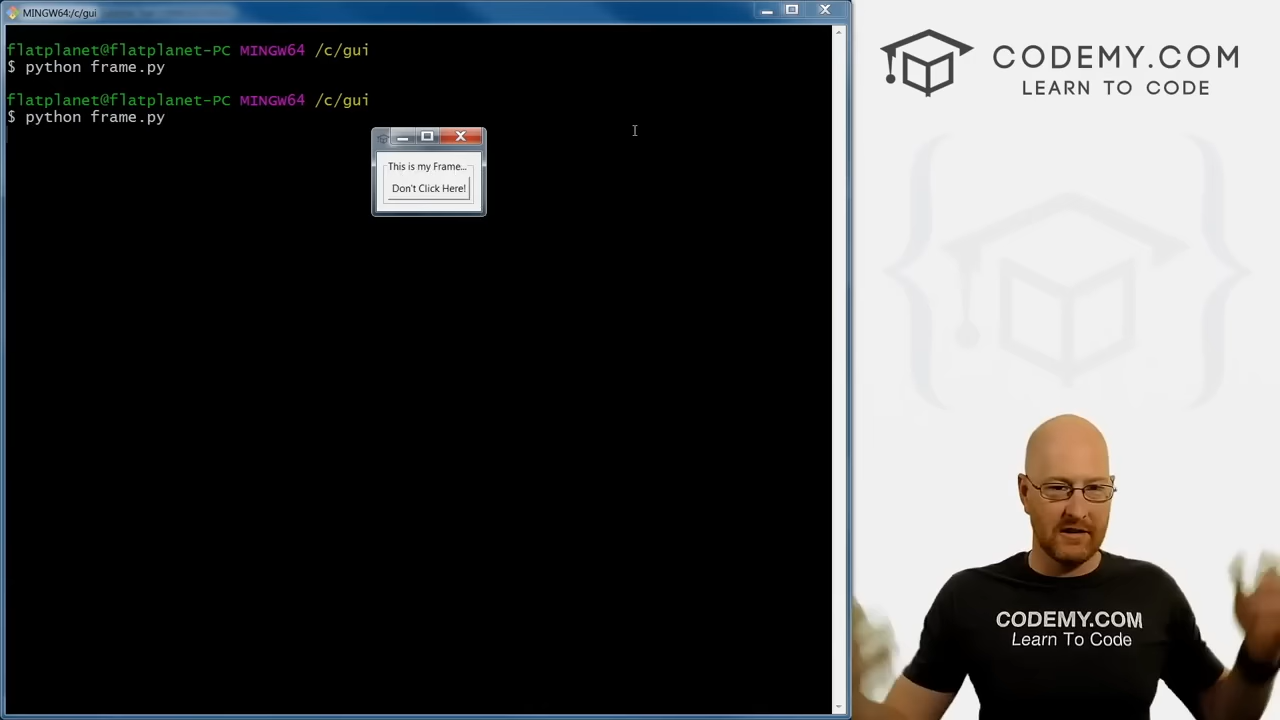 MINGW64:/c/gui
flatplanet@flatplanet-PC MINGW64 /c/gui
$ python frame.py
flatplanet@flatplanet-PC MINGW64 /c/gui
$ python frame.py
This is my Frame...
Don't Click Here!
CODEMY.COM
LEARN TO CODE
CODEMY.COM
Learn To Code